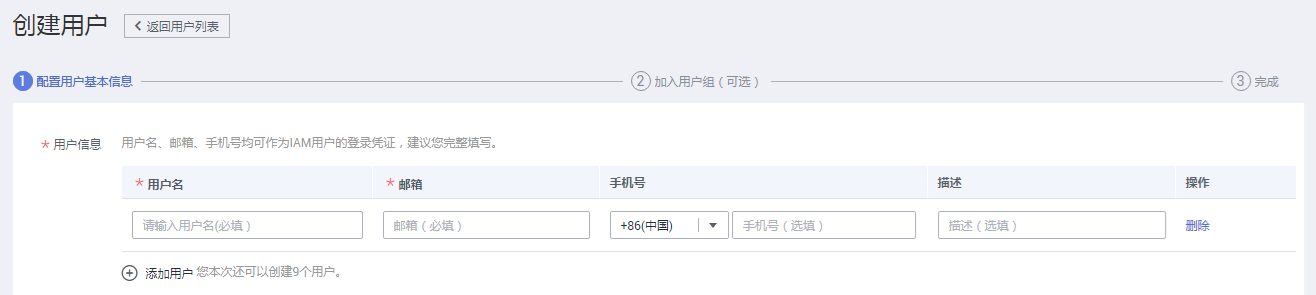 创建用户 返回用户列表
1 配置用户基本信息 2 加入用户组（可选） 3 完成
* 用户信息 用户名、邮箱、手机号均可作为IAM用户的登录凭证，建议您完整填写。
* 用户名 * 邮箱 手机号 描述 操作
请输入用户名(必填) 邮箱（必填） +86(中国) 手机号（选填） 描述（选填） 删除
添加用户 您本次还可以创建9个用户。